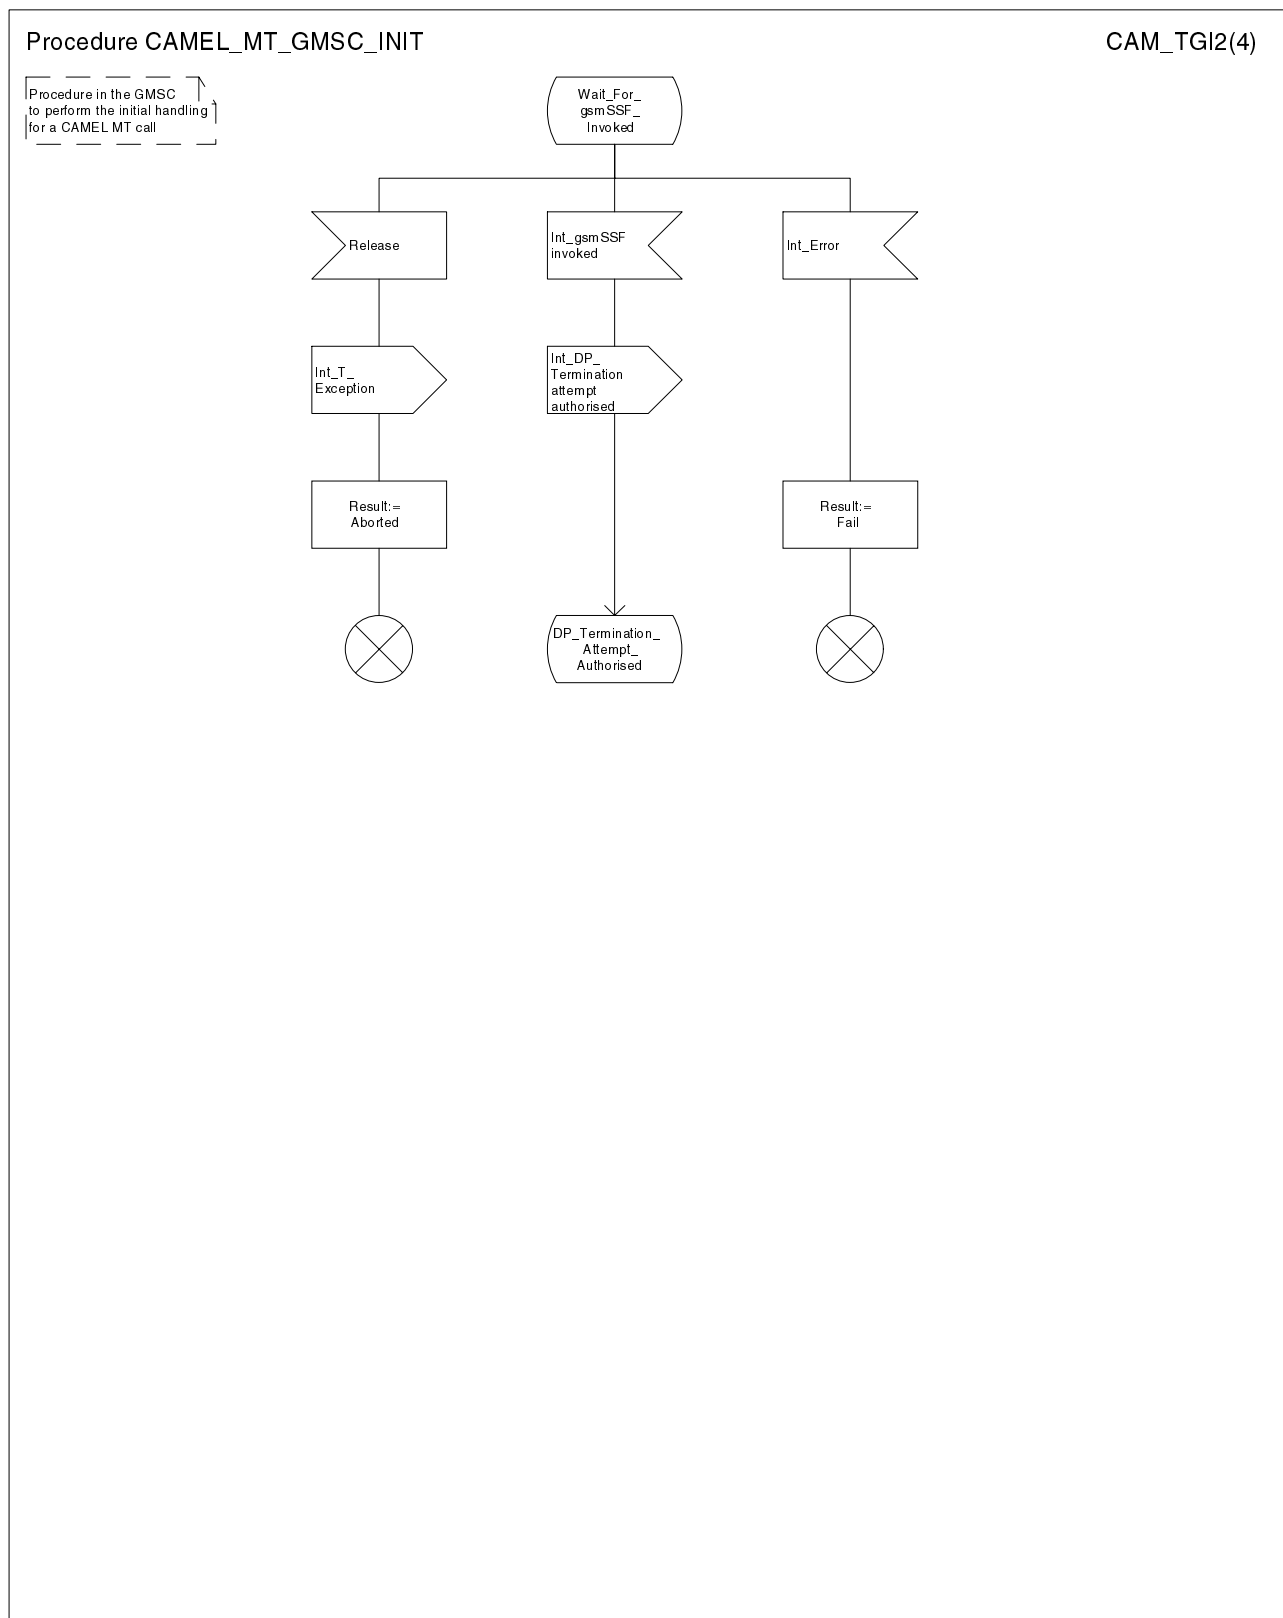 Procedure CAMEL_MT_GMSC_INIT
CAM_TGI2(4)
Procedure in the GMSC
to perform the initial handling
for a CAMEL MT call
Wait_For_
gsmSSF_
Invoked
Release
Int_gsmSSF
invoked
Int_Error
Int_T_
Exception
Int_DP_
Termination
attempt
authorised
Result:=
Aborted
Result:=
Fail
DP_Termination_
Attempt_
Authorised